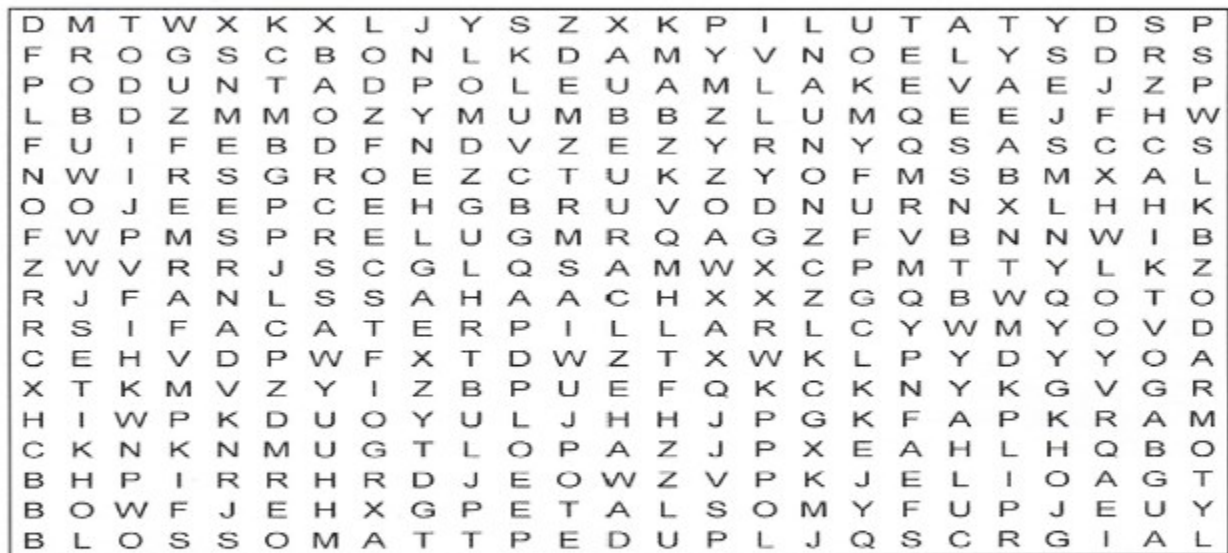 D M T W X K X L J Y S Z X K P I L U T A T Y D S P
F R O G S C B O N L K D A M Y V N O E L Y S D R S
P O D U N T A D P O L E U A M L A K E V A E J Z P
L B D Z M M O Z Y M U M B B Z L U M Q E E J F H W
F U I F E B D F N D V Z E Z Y R N Y Q S A S C C S
N W I R S G R O E Z C T U K Z Y O F M S B M X A L
O O J E E P C E H G B R U V O D N U R N X L H H K
F W P M S P R E L U G M R Q A G Z F V B N N W I B
Z W V R R J S C G L Q S A M W X C P M T T Y L K Z
R J F A N L S S A H A A C H X X Z G Q B W Q O T O
R S I F A C A T E R P I L L A R L C Y W M Y O V D
C E H V D P W F X T D W Z T X W K L P Y D Y Y O A
X T K M V Z Y I Z B P U E F Q K C K N Y K G V G R
H I W P K D U O Y U L J H H J P G K F A P K R A M
C K N K N M U G T L O P A Z J P X E A H L H Q B O
B H P I R R H R D J E O W Z V P K J E L I O A G T
B O W F J E H X G P E T A L S O M Y F U P J E U Y
B L O S S O M A T T P E D U P L J Q S C R G I A L